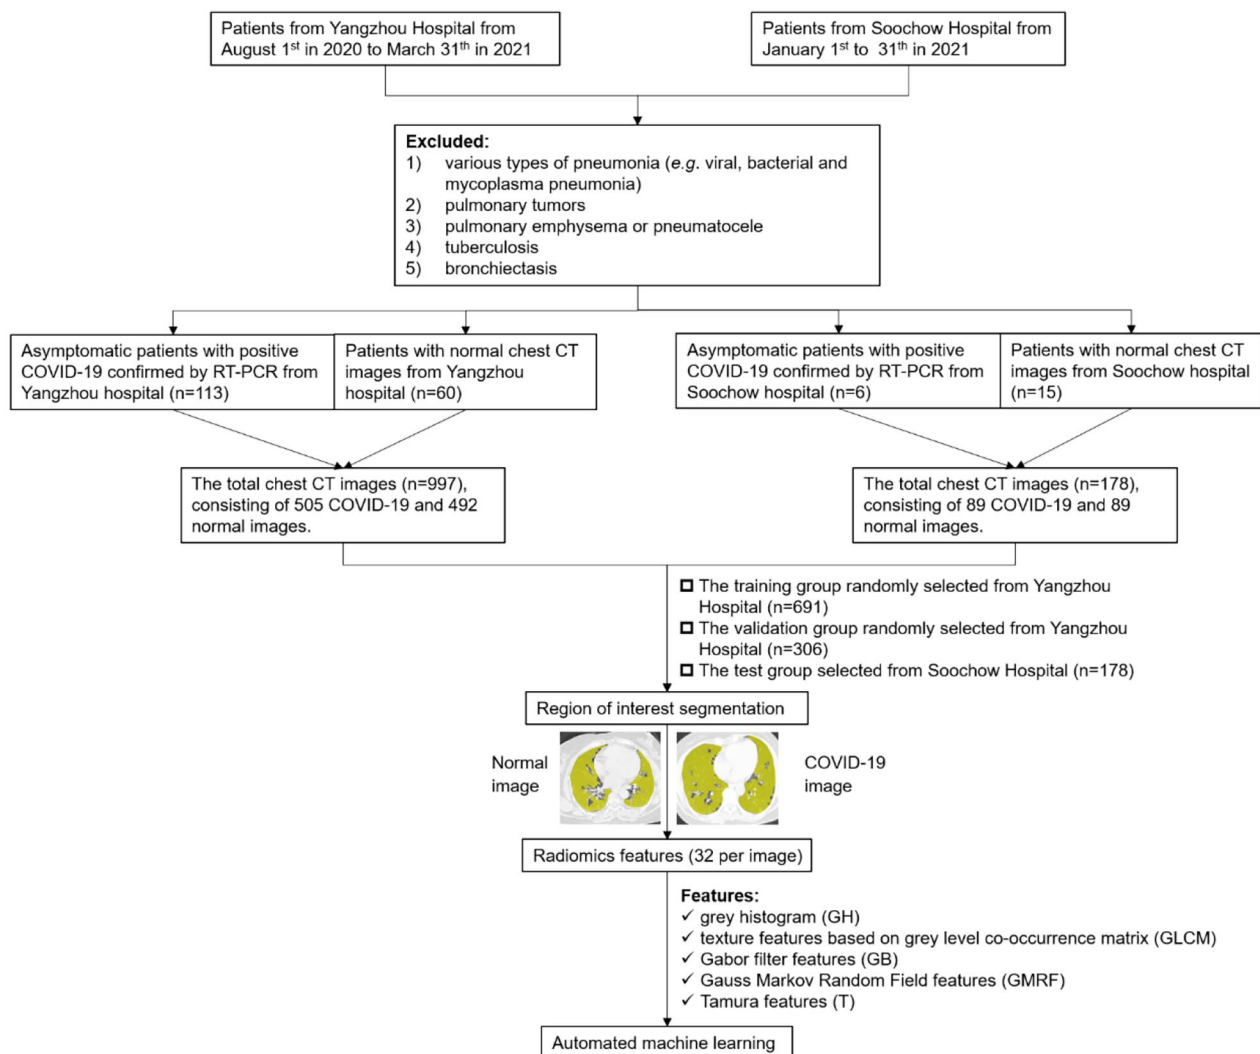 Patients from Yangzhou Hospital from
August 1st in 2020 to March 31th in 2021
Patients from Soochow Hospital from
January 1st to 31th in 2021
Excluded:
1) various types of pneumonia (e.g. viral, bacterial and
mycoplasma pneumonia)
2) pulmonary tumors
3) pulmonary emphysema or pneumatocele
4) tuberculosis
5) bronchiectasis
Asymptomatic patients with positive
COVID-19 confirmed by RT-PCR from
Yangzhou hospital (n=113)
Patients with normal chest CT
images from Yangzhou
hospital (n=60)
Asymptomatic patients with positive
COVID-19 confirmed by RT-PCR from
Soochow hospital (n=6)
Patients with normal chest CT
images from Soochow hospital
(n=15)
The total chest CT images (n=997),
consisting of 505 COVID-19 and 492
normal images.
The total chest CT images (n=178),
consisting of 89 COVID-19 and 89
normal images.
The training group randomly selected from Yangzhou
Hospital (n=691)
The validation group randomly selected from Yangzhou
Hospital (n=306)
The test group selected from Soochow Hospital (n=178)
Region of interest segmentation
Normal
image
COVID-19
image
Radiomics features (32 per image)
Features:
✓ grey histogram (GH)
✓ texture features based on grey level co-occurrence matrix (GLCM)
✓ Gabor filter features (GB)
✓ Gauss Markov Random Field features (GMRF)
✓ Tamura features (T)
Automated machine learning